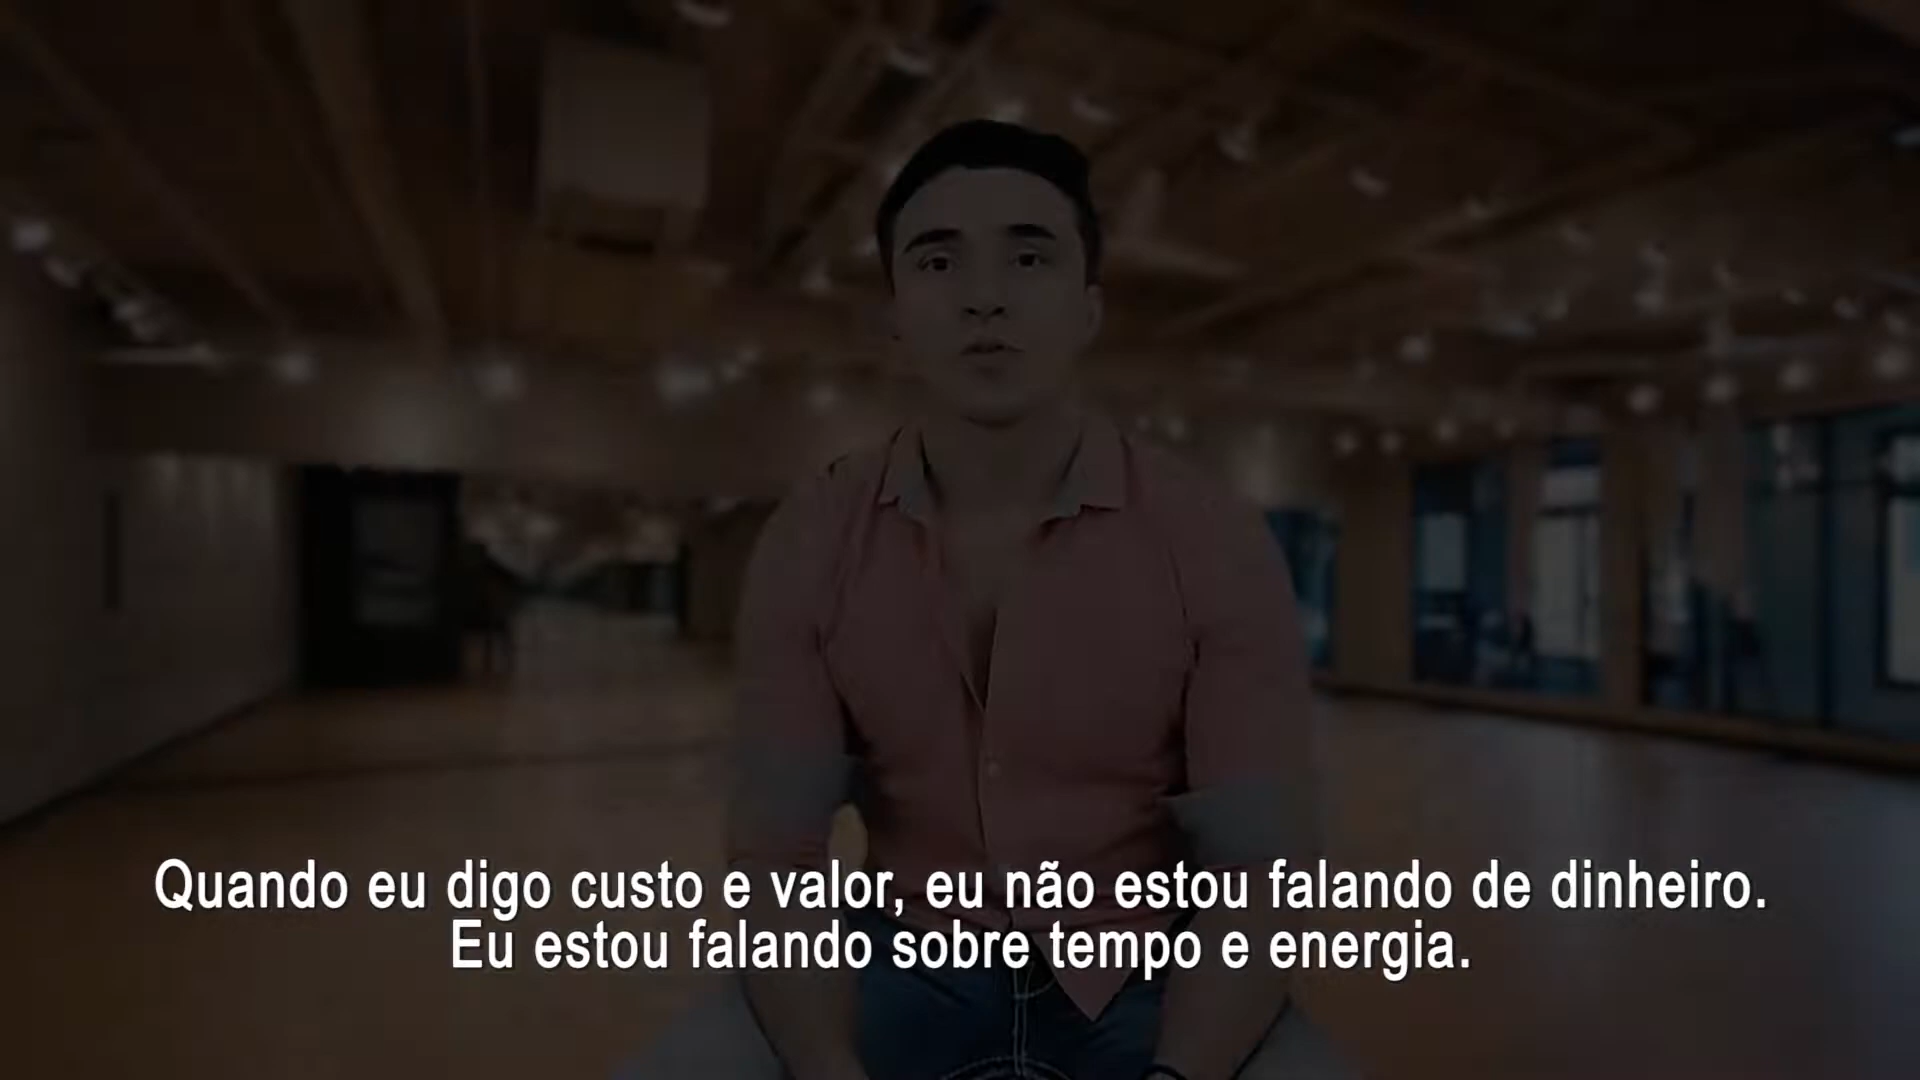 Quando eu digo custo e valor, eu não estou falando de dinheiro.
Eu estou falando sobre tempo e energia.